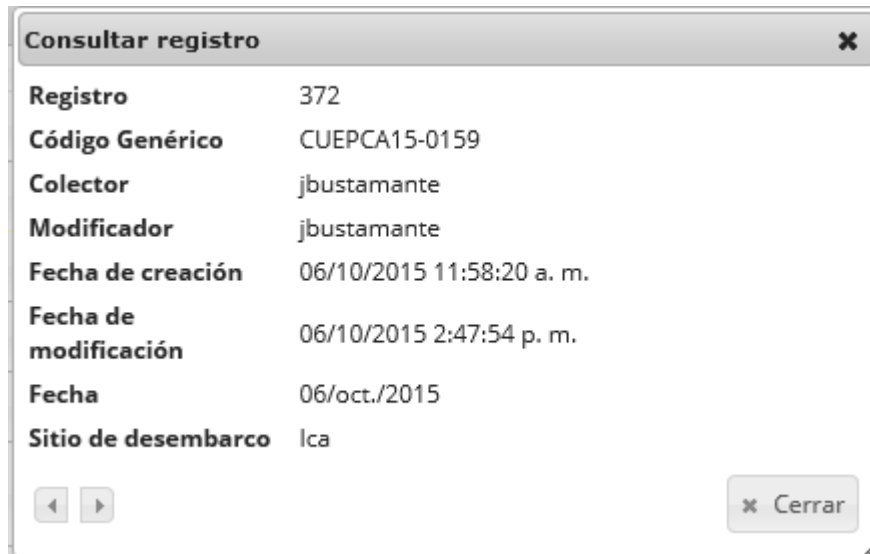 Consultar registro
Registro 372
Código Genérico CUEPCA15-0159
Colector jbustamante
Modificador jbustamante
Fecha de creación 06/10/2015 11:58:20 a. m.
Fecha de
modificación 06/10/2015 2:47:54 p. m.
Fecha 06/oct./2015
Sitio de desembarco Ica
Cerrar